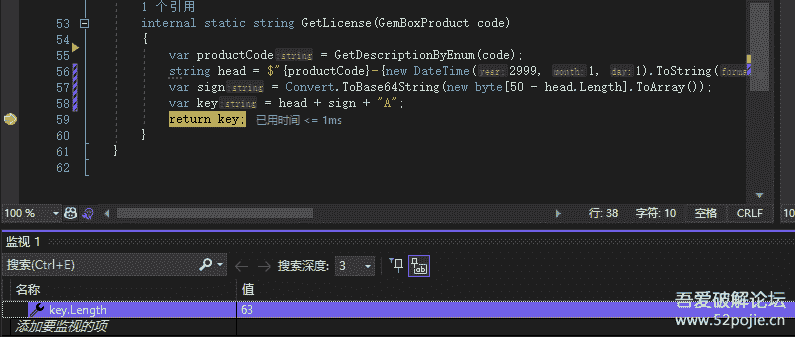 1 个引用
53 internal static string GetLicense(GemBoxProduct code)
54 {
55 var productCode string = GetDescriptionByEnum(code);
56 string head = $"{productCode}-{new DateTime(year: 2999, month: 1, day: 1).ToString(
57 var sign string = Convert.ToBase64String(new byte[50 - head.Length].ToArray());
58 var key string = head + sign + "A";
59 return key; 已用时间 <= 1ms
60 }
61 }
62
100 % 行: 38 字符: 10 空格 CRLF
监视 1
搜索(Ctrl+E) 搜索深度: 3
名称 值
key.Length 63
添加要监视的项
吾爱破解论坛
www.52pojie.cn